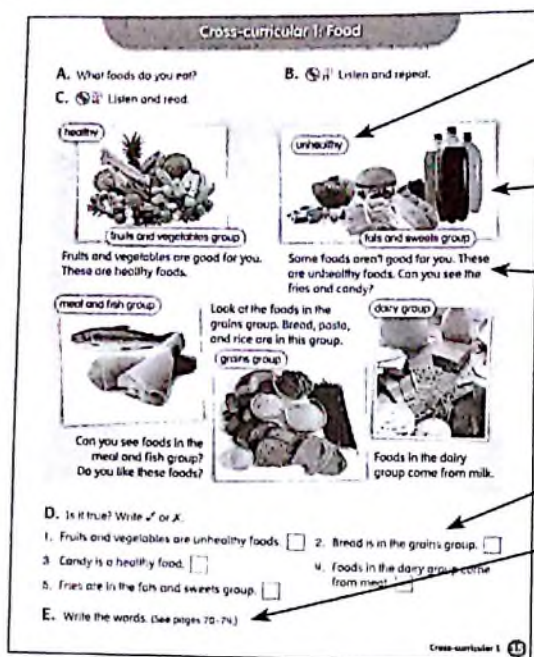 Cross-curricular 1: Food
A. What foods do you eat?
B. Listen and repeat.
C. Listen and read.
healthy
fruits and vegetables group
Fruits and vegetables are good for you.
These are healthy foods.
unhealthy
fats and sweets group
Some foods aren't good for you. These
are unhealthy foods. Can you see the
fries and candy?
meat and fish group
Can you see foods in the
meat and fish group?
Do you like these foods?
Look at the foods in the
grains group. Bread, pasta,
and rice are in this group.
grains group
dairy group
Foods in the dairy
group come from milk.
D. Is it true? Write ✓ or ✗.
1. Fruits and vegetables are unhealthy foods.
2. Bread is in the grains group.
3. Candy is a healthy food.
4. Foods in the dairy group come
from meat.
5. Fries are in the fats and sweets group.
E. Write the words. (See pages 70-74.)
Cross-curricular 1